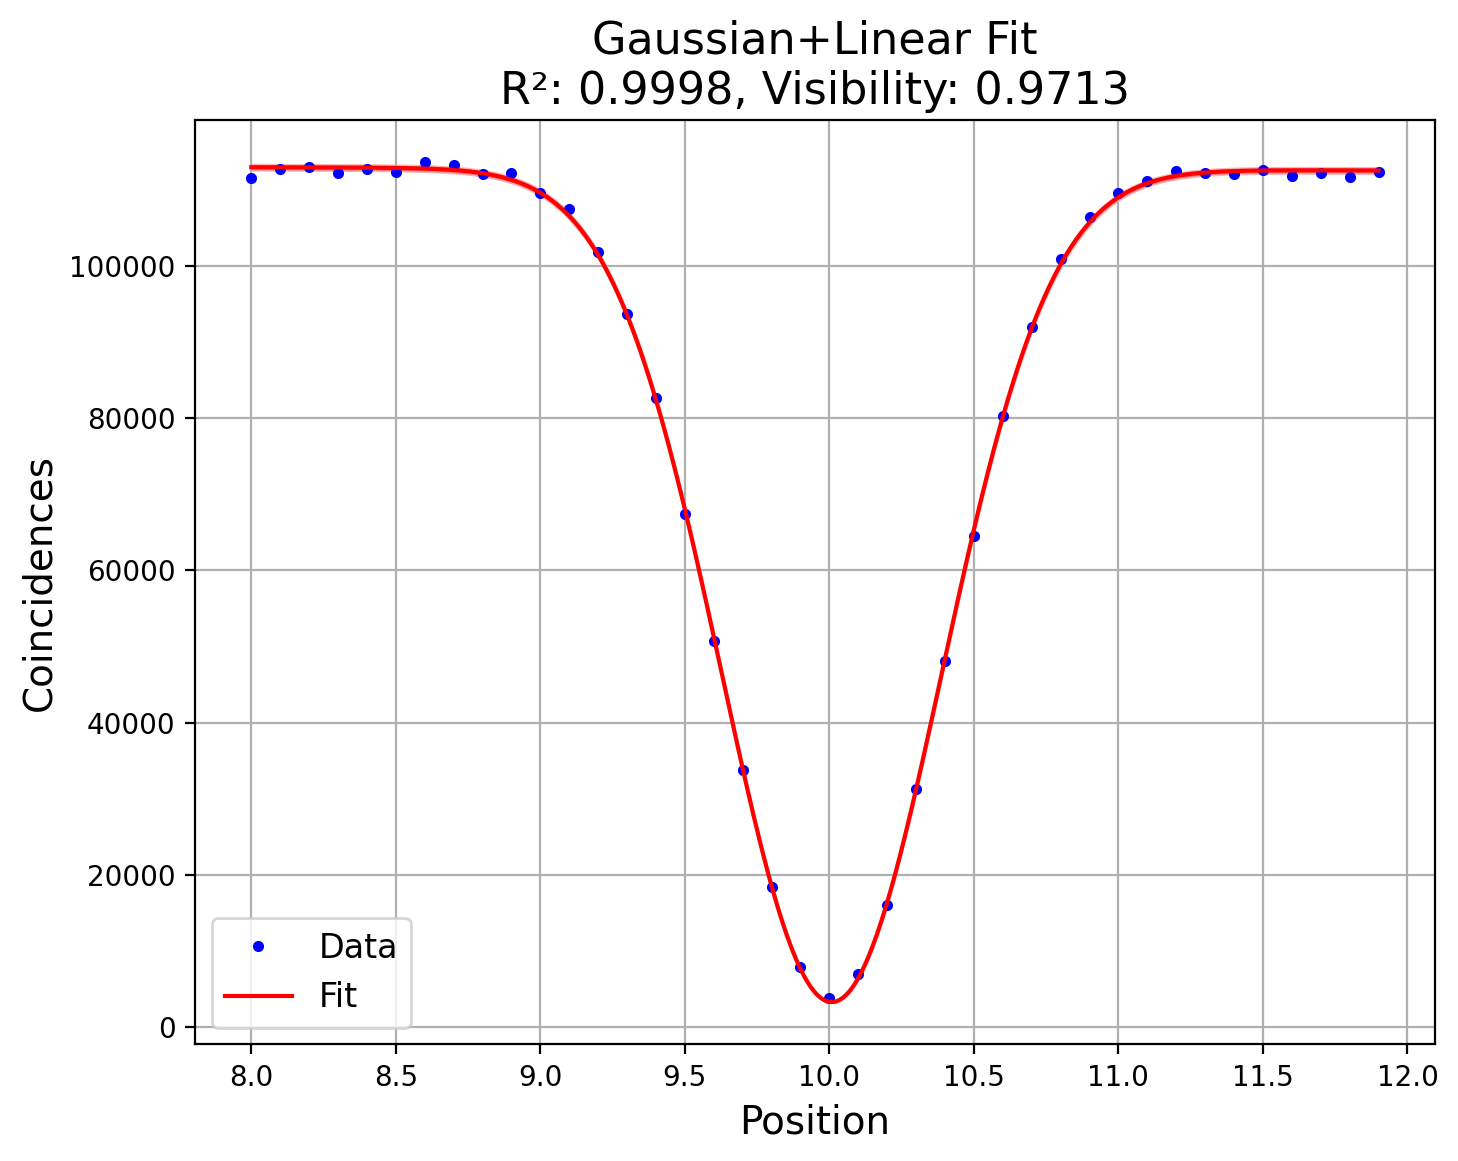 Gaussian+Linear Fit
R²: 0.9998, Visibility: 0.9713
Coincidences
100000
80000
60000
40000
20000
0
Data
Fit
8.0 8.5 9.0 9.5 10.0 10.5 11.0 11.5 12.0
Position